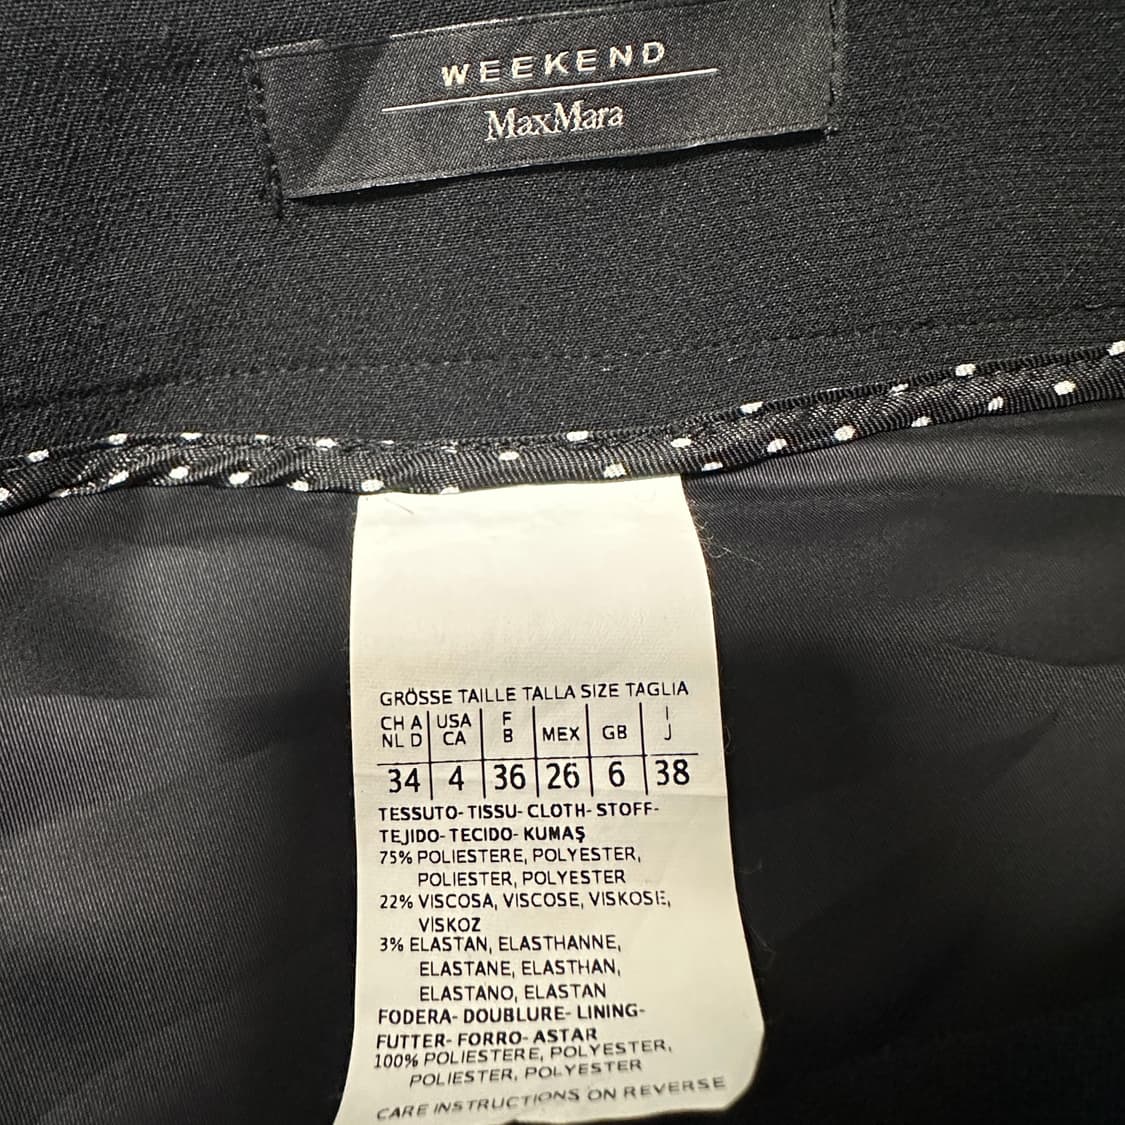 WEEKEND
MaxMara
GRÖSSE TAILLE TALLA SIZE TAGLIA
CH A USA F MEX GB I
NL D CA B J
34 4 36 26 6 38
TESSUTO- TISSU- CLOTH- STOFF-
TEJIDO- TECIDO- KUMAŞ
75% POLIESTERE, POLYESTER,
POLIESTER, POLYESTER
22% VISCOSA, VISCOSE, VISKOSE,
VİSKOZ
3% ELASTAN, ELASTHANNE,
ELASTANE, ELASTHAN,
ELASTANO, ELASTAN
FODERA- DOUBLURE- LINING-
FUTTER- FORRO- ASTAR
100% POLIESTERE, POLYESTER,
POLIESTER, POLYESTER
CARE INSTRUCTIONS ON REVERSE